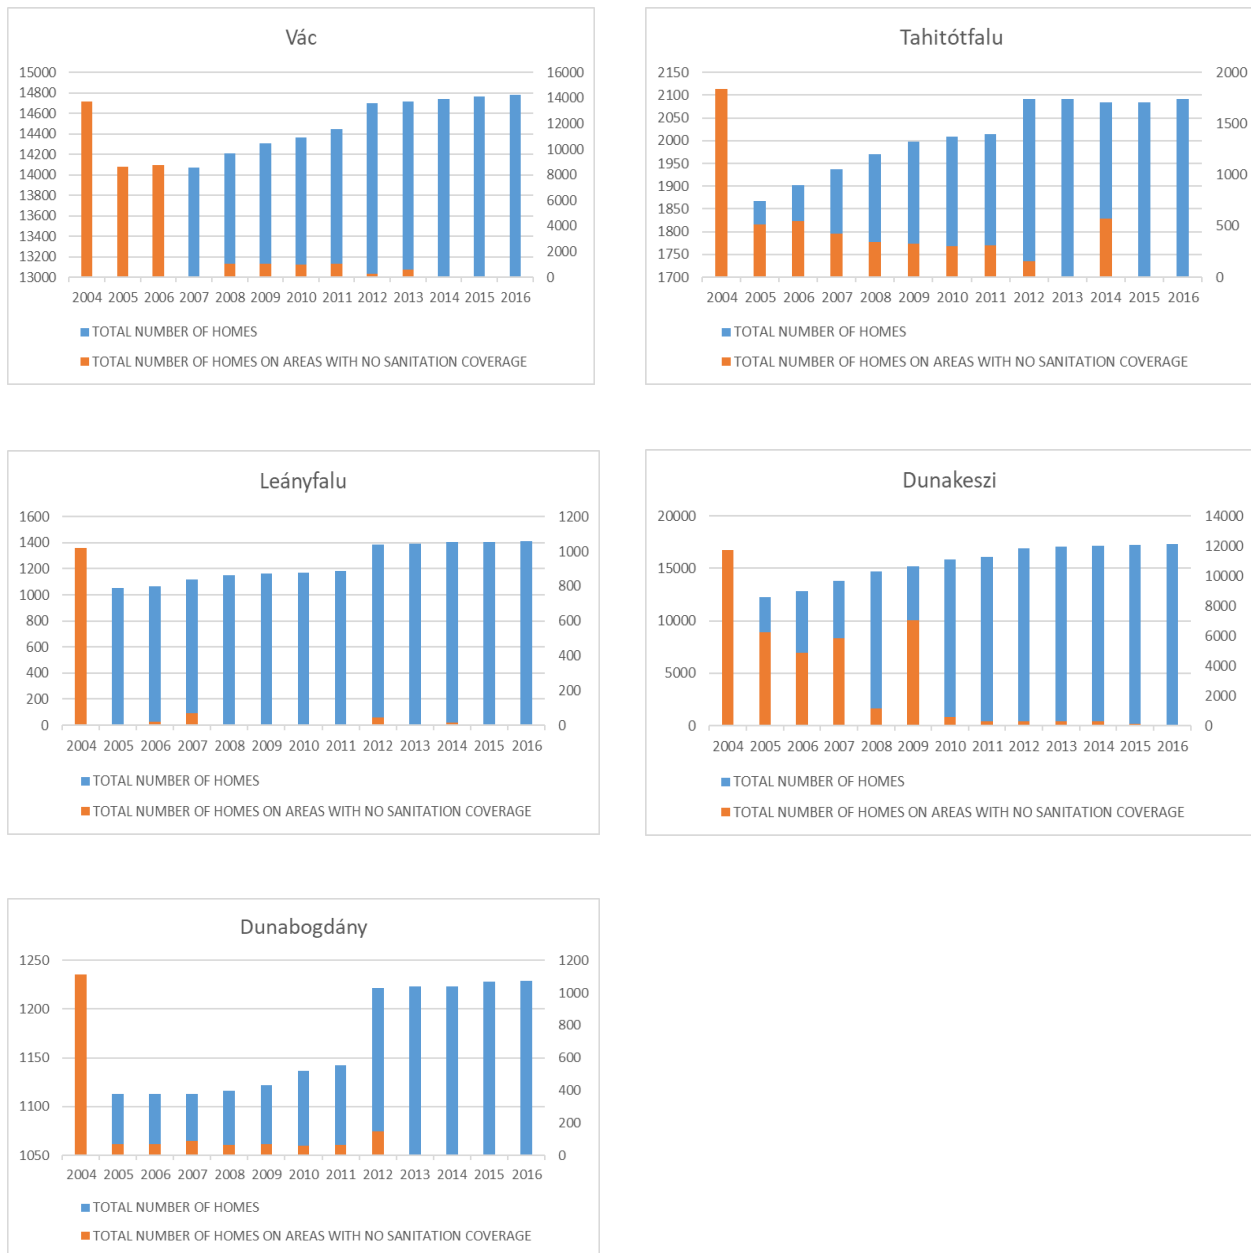 Vác
15000 16000
14800 14000
14600 12000
14400 10000
14200 8000
14000 6000
13800 4000
13600 2000
13400 0
13200
13000
2004 2005 2006 2007 2008 2009 2010 2011 2012 2013 2014 2015 2016
TOTAL NUMBER OF HOMES
TOTAL NUMBER OF HOMES ON AREAS WITH NO SANITATION COVERAGE
Tahitótfalu
2150 2000
2100 1500
2050 1000
2000 500
1950 0
1900
1850
1800
1750
1700
2004 2005 2006 2007 2008 2009 2010 2011 2012 2013 2014 2015 2016
TOTAL NUMBER OF HOMES
TOTAL NUMBER OF HOMES ON AREAS WITH NO SANITATION COVERAGE
Leányfalu
1600 1200
1400 1000
1200 800
1000 600
800 400
600 200
400 0
200
0
2004 2005 2006 2007 2008 2009 2010 2011 2012 2013 2014 2015 2016
TOTAL NUMBER OF HOMES
TOTAL NUMBER OF HOMES ON AREAS WITH NO SANITATION COVERAGE
Dunakeszi
20000 14000
15000 12000
10000 10000
5000 8000
0 6000
4000
2000
0
2004 2005 2006 2007 2008 2009 2010 2011 2012 2013 2014 2015 2016
TOTAL NUMBER OF HOMES
TOTAL NUMBER OF HOMES ON AREAS WITH NO SANITATION COVERAGE
Dunabogdány
1250 1200
1200 1000
1150 800
1100 600
1050 400
200
0
2004 2005 2006 2007 2008 2009 2010 2011 2012 2013 2014 2015 2016
TOTAL NUMBER OF HOMES
TOTAL NUMBER OF HOMES ON AREAS WITH NO SANITATION COVERAGE